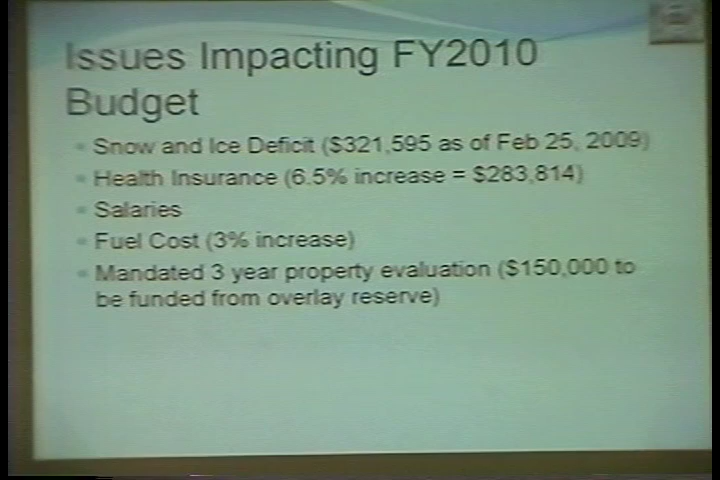 Issues Impacting FY2010
Budget
Snow and Ice Deficit ($321,595 as of Feb 25, 2009)
Health Insurance (6.5% increase = $283,814)
Salaries
Fuel Cost (3% increase)
Mandated 3 year property evaluation ($150,000 to
be funded from overlay reserve)